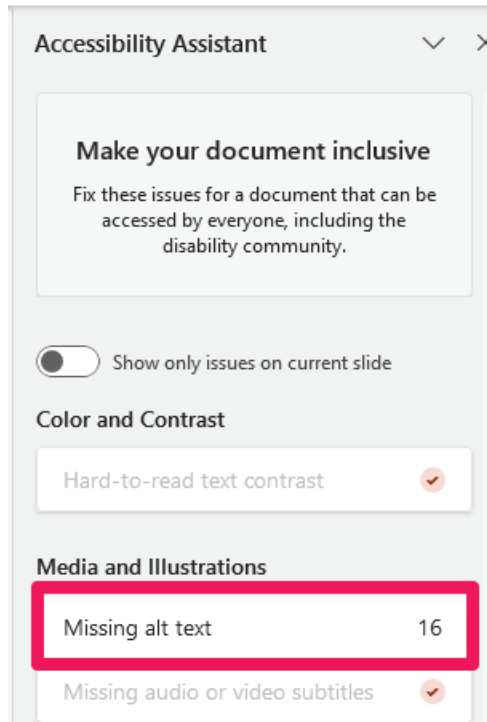 Accessibility Assistant
Make your document inclusive
Fix these issues for a document that can be
accessed by everyone, including the
disability community.
Show only issues on current slide
Color and Contrast
Hard-to-read text contrast
Media and Illustrations
Missing alt text 16
Missing audio or video subtitles